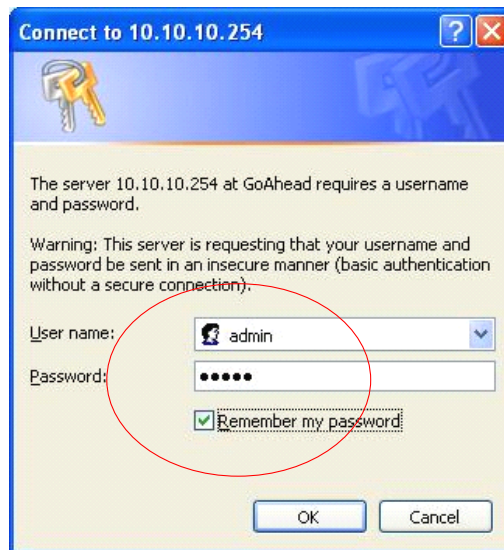 Connect to 10.10.10.254
The server 10.10.10.254 at GoAhead requires a username
and password.
Warning: This server is requesting that your username and
password be sent in an insecure manner (basic authentication
without a secure connection).
User name:
admin
Password:
•••••
Remember my password
OK
Cancel